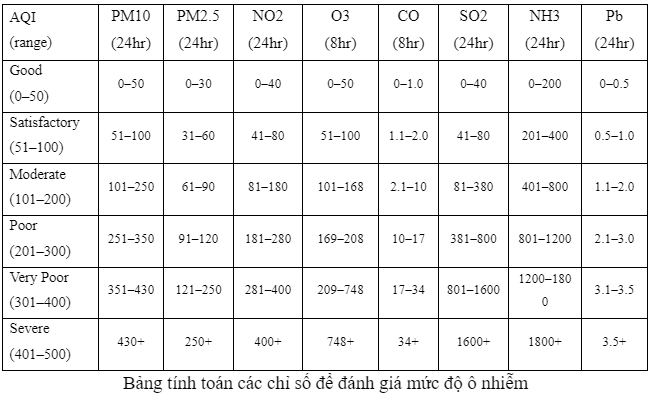 AQI (range) PM10 (24hr) PM2.5 (24hr) NO2 (24hr) O3 (8hr) CO (8hr) SO2 (24hr) NH3 (24hr) Pb (24hr)
Good (0–50) 0–50 0–30 0–40 0–50 0–1.0 0–40 0–200 0–0.5
Satisfactory (51–100) 51–100 31–60 41–80 51–100 1.1–2.0 41–80 201–400 0.5–1.0
Moderate (101–200) 101–250 61–90 81–180 101–168 2.1–10 81–380 401–800 1.1–2.0
Poor (201–300) 251–350 91–120 181–280 169–208 10–17 381–800 801–1200 2.1–3.0
Very Poor (301–400) 351–430 121–250 281–400 209–748 17–34 801–1600 1200–1800 3.1–3.5
Severe (401–500) 430+ 250+ 400+ 748+ 34+ 1600+ 1800+ 3.5+
Bảng tính toán các chỉ số để đánh giá mức độ ô nhiễm